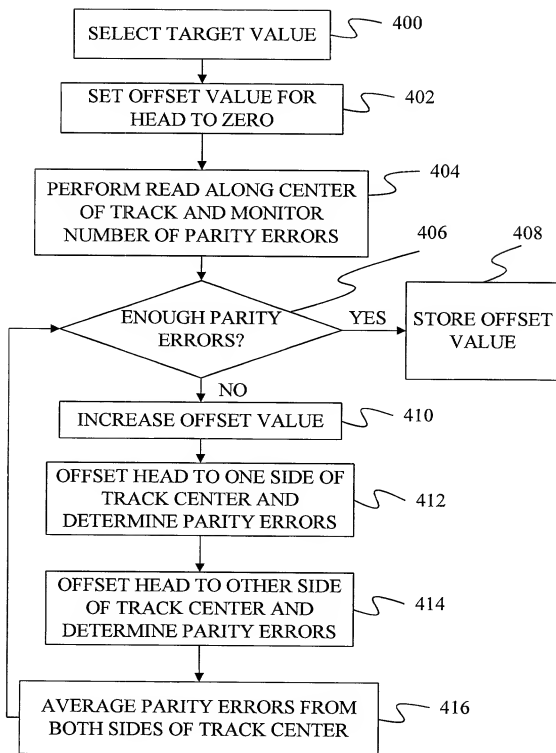 SELECT TARGET VALUE
400
SET OFFSET VALUE FOR
HEAD TO ZERO
402
PERFORM READ ALONG CENTER
OF TRACK AND MONITOR
NUMBER OF PARITY ERRORS
404
406
408
ENOUGH PARITY
ERRORS?
YES
STORE OFFSET
VALUE
NO
INCREASE OFFSET VALUE
410
OFFSET HEAD TO ONE SIDE OF
TRACK CENTER AND
DETERMINE PARITY ERRORS
412
OFFSET HEAD TO OTHER SIDE
OF TRACK CENTER AND
DETERMINE PARITY ERRORS
414
AVERAGE PARITY ERRORS FROM
BOTH SIDES OF TRACK CENTER
416